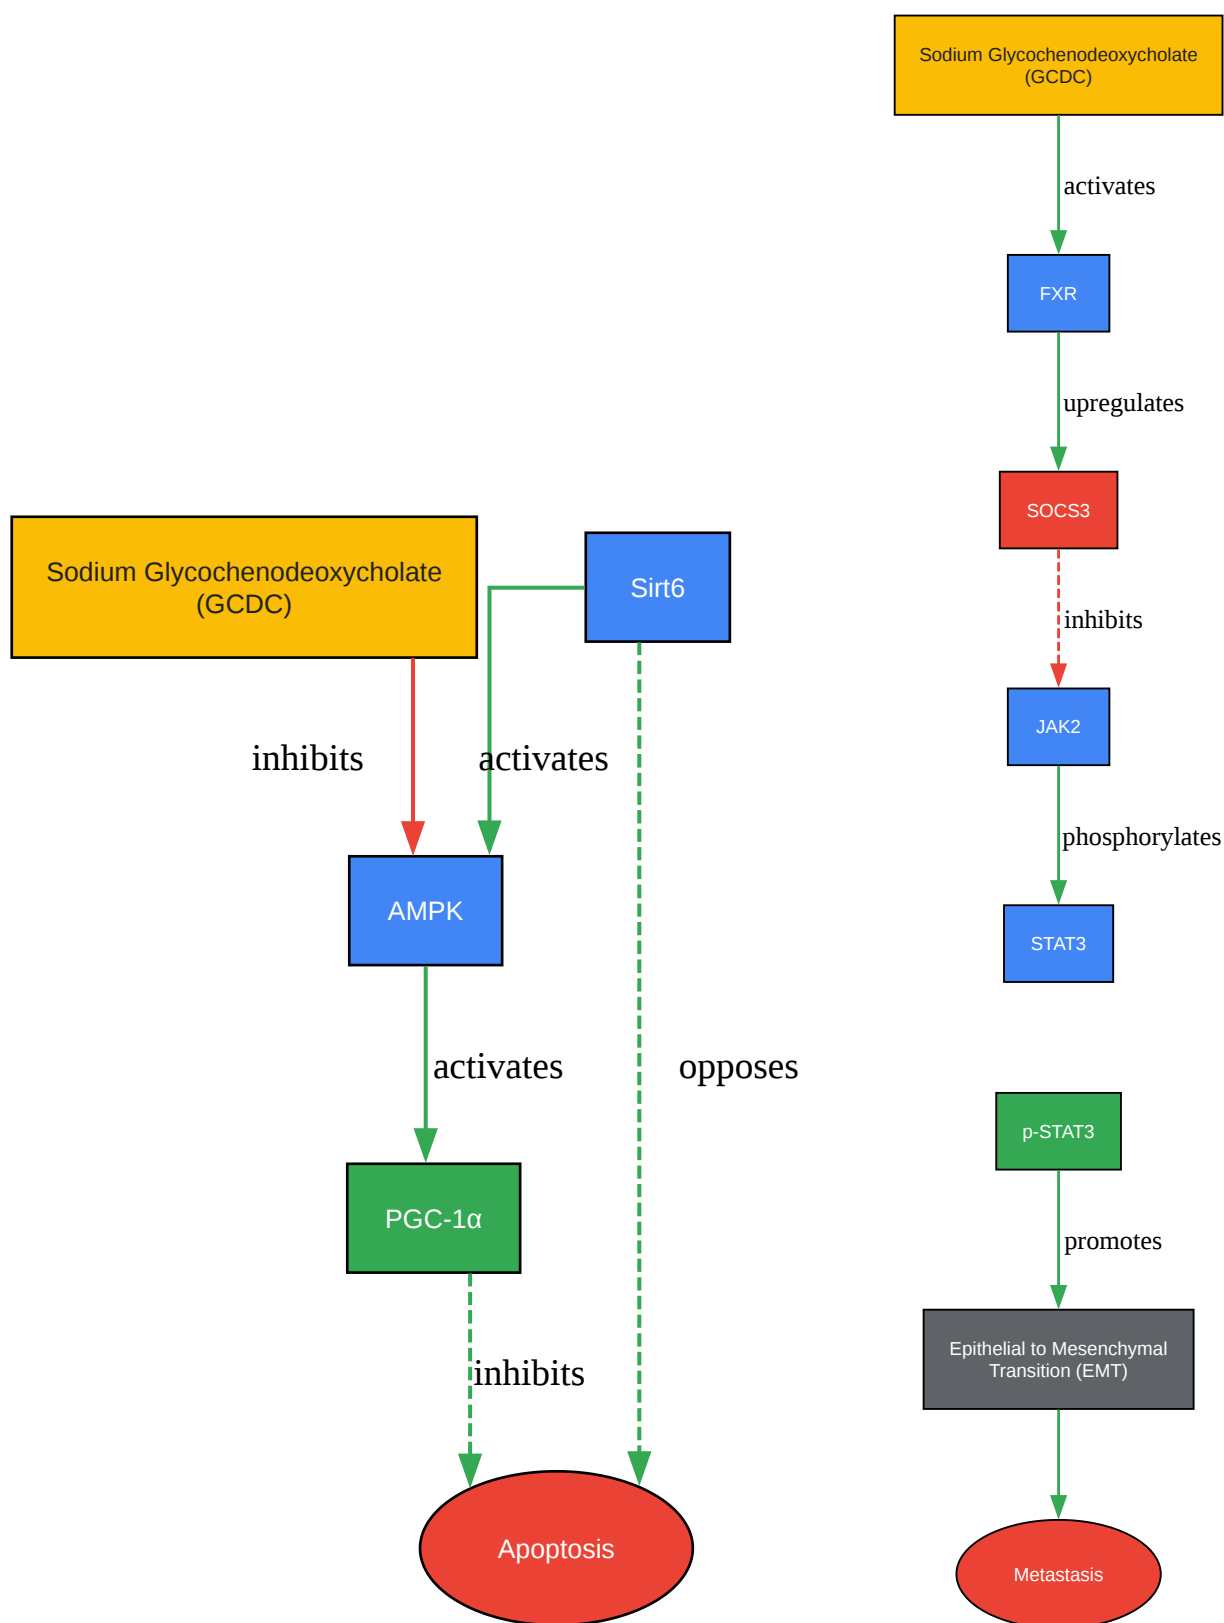 Sodium Glycochenodeoxycholate
(GCDC)
Sirt6
inhibits
activates
AMPK
activates
opposes
PGC-1α
inhibits
Apoptosis
Sodium Glycochenodeoxycholate
(GCDC)
activates
FXR
upregulates
SOCS3
inhibits
JAK2
phosphorylates
STAT3
p-STAT3
promotes
Epithelial to Mesenchymal
Transition (EMT)
Metastasis